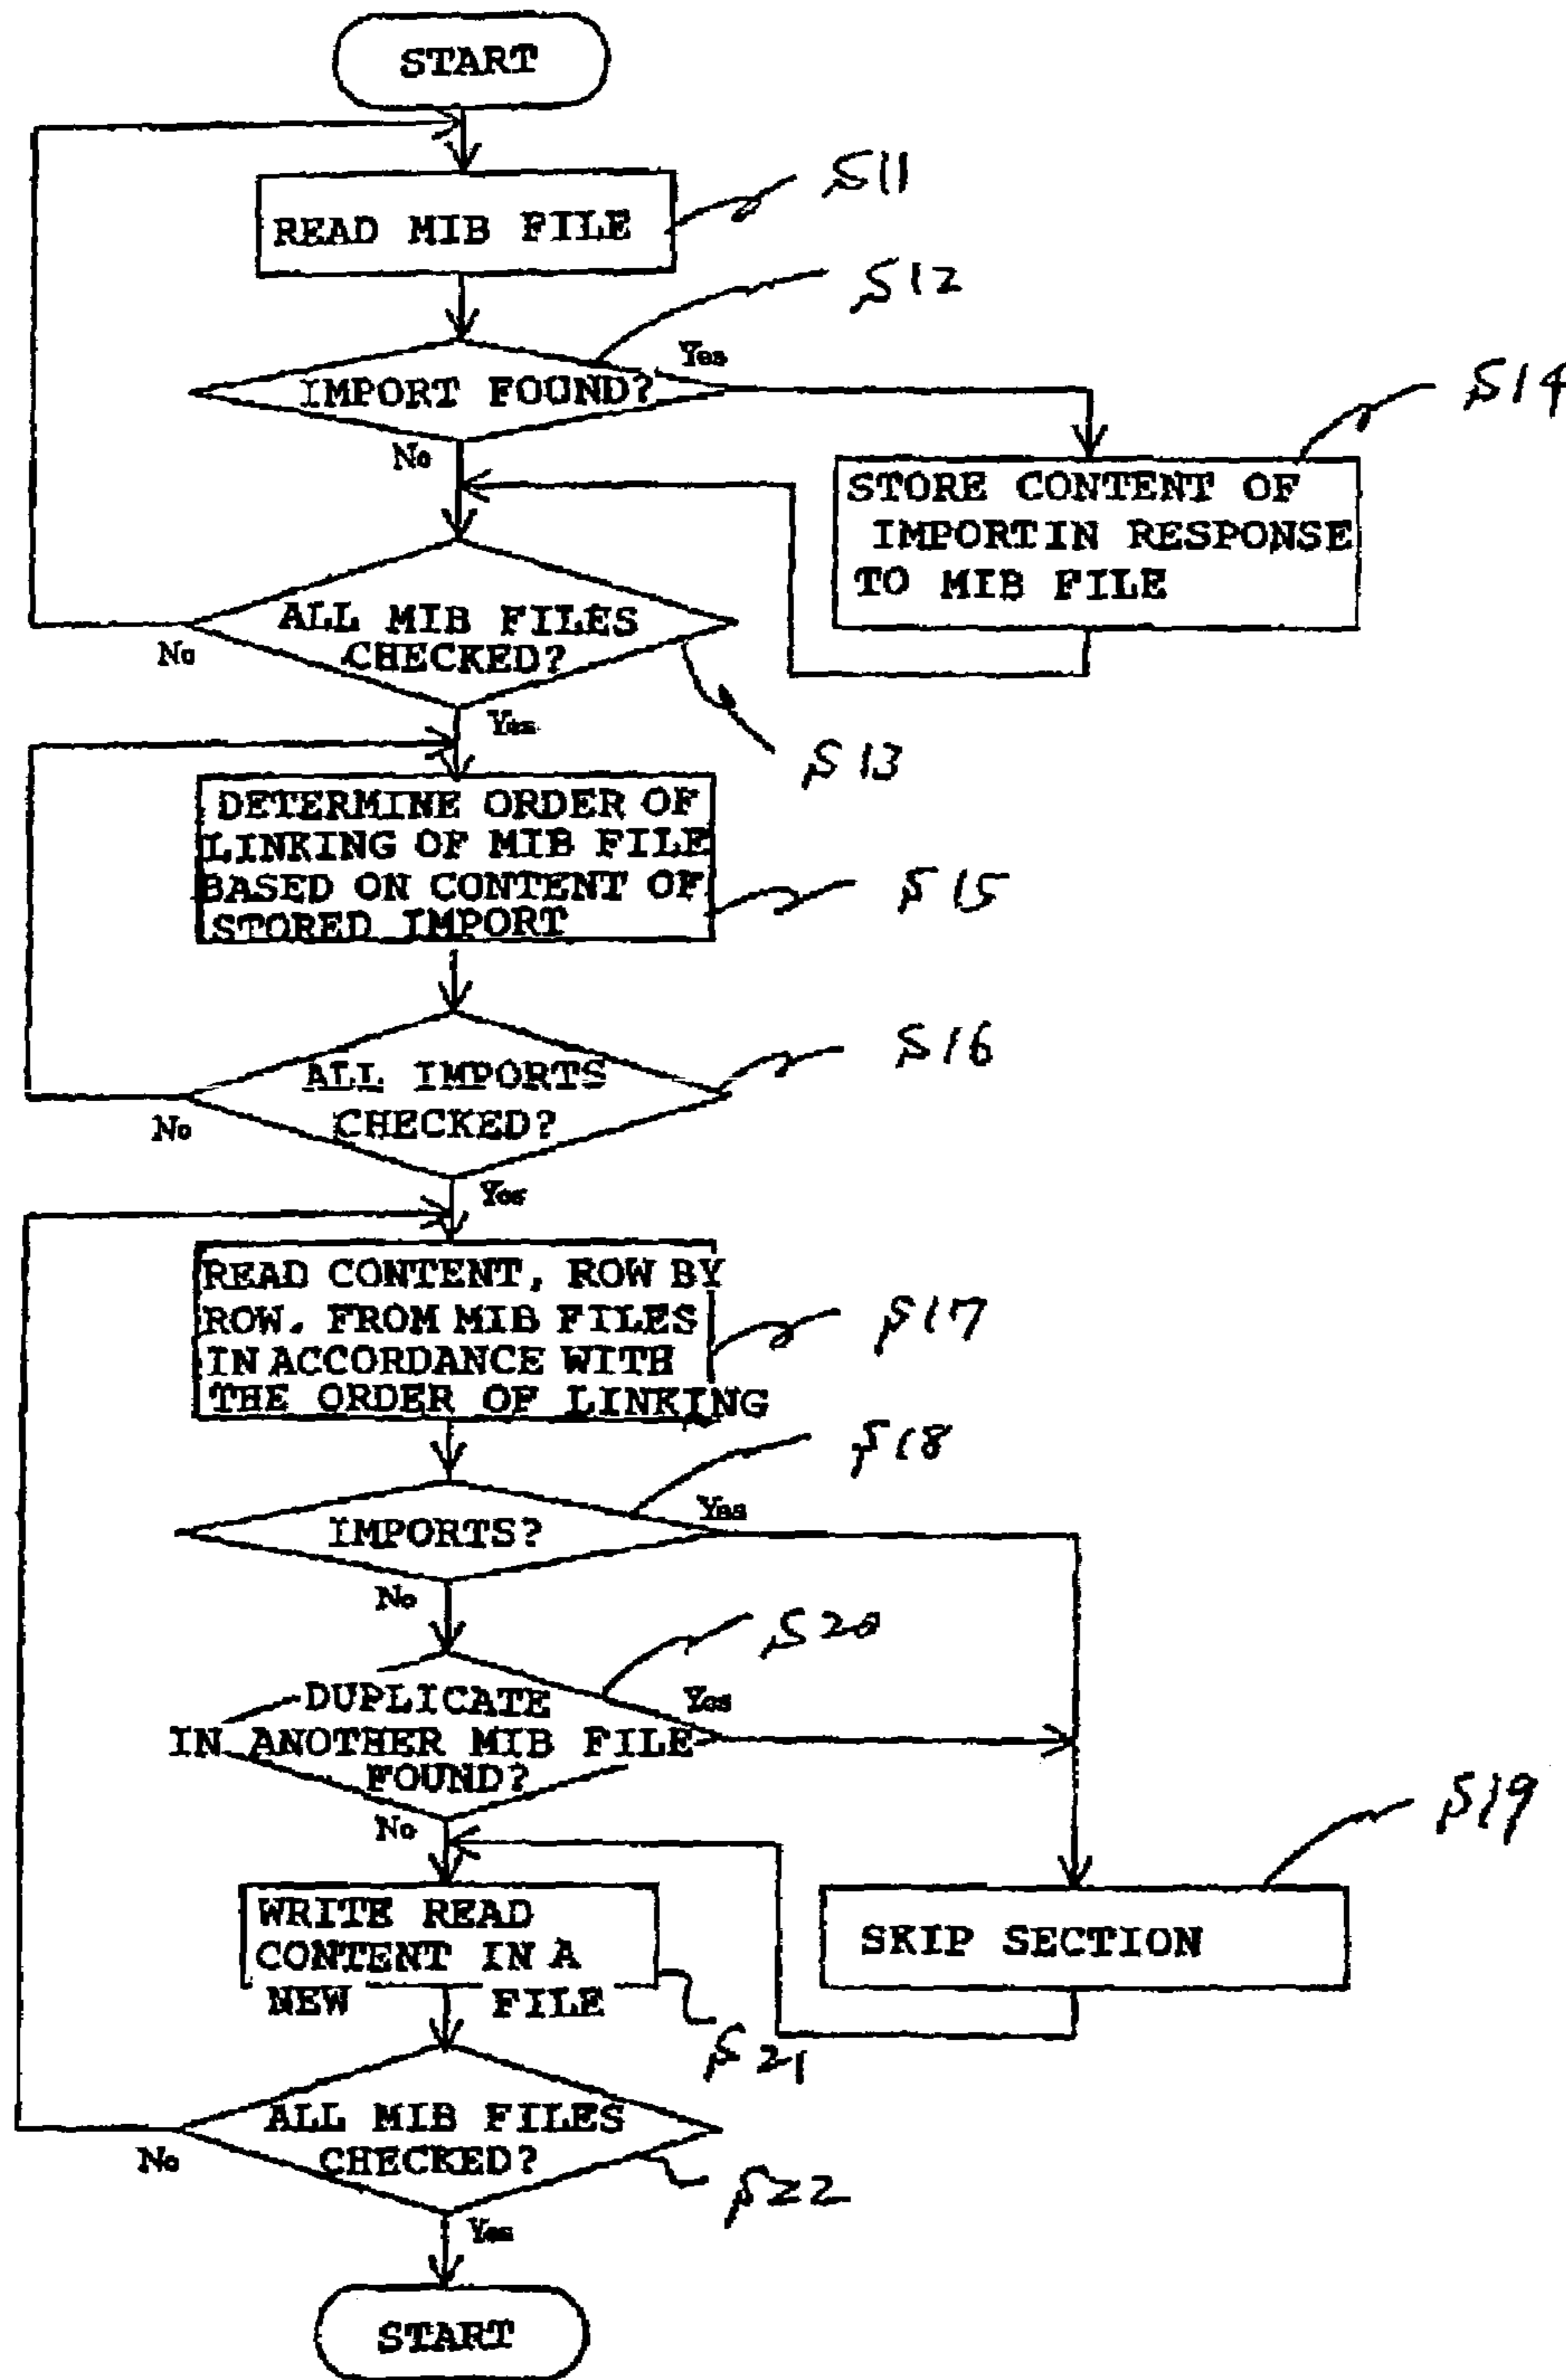 START
READ MIB FILE
S11
S12
IMPORT FOUND?
Yes
No
S14
STORE CONTENT OF
IMPORTIN RESPONSE
TO MIB FILE
ALL MIB FILES
CHECKED?
No
Yes
S13
DETERMINE ORDER OF
LINKING OF MIB FILE
BASED ON CONTENT OF
STORED IMPORT
S15
S16
ALL IMPORTS
CHECKED?
No
Yes
READ CONTENT, ROW BY
ROW. FROM MIB FILES
IN ACCORDANCE WITH
THE ORDER OF LINKING
S17
S18
IMPORTS?
Yes
No
S20
DUPLICATE
IN ANOTHER MIB FILE
FOUND?
Yes
No
S19
SKIP SECTION
WRITE READ
CONTENT IN A
NEW FILE
S21
ALL MIB FILES
CHECKED?
No
S22
Yes
START